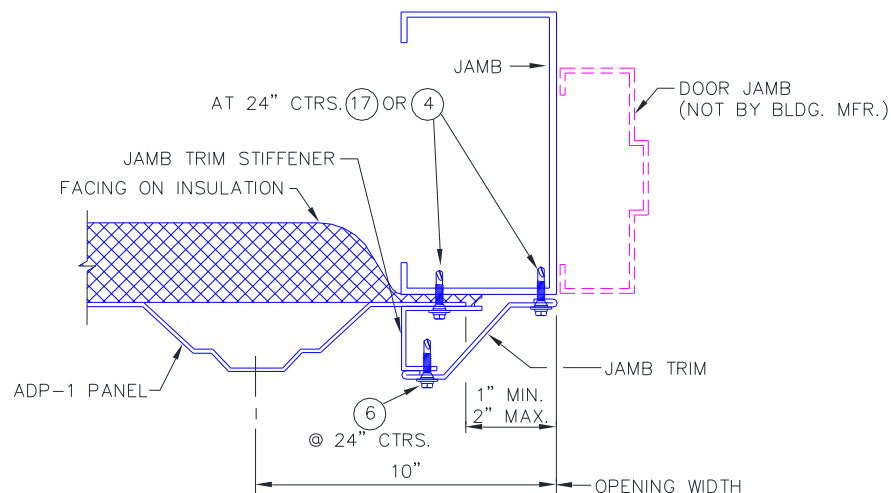 JAMB
DOOR JAMB
(NOT BY BLDG. MFR.)
AT 24" CTRS. 17 OR 4
JAMB TRIM STIFFENER
FACING ON INSULATION
ADP-1 PANEL
JAMB TRIM
1" MIN.
2" MAX.
6
@ 24" CTRS.
10"
OPENING WIDTH